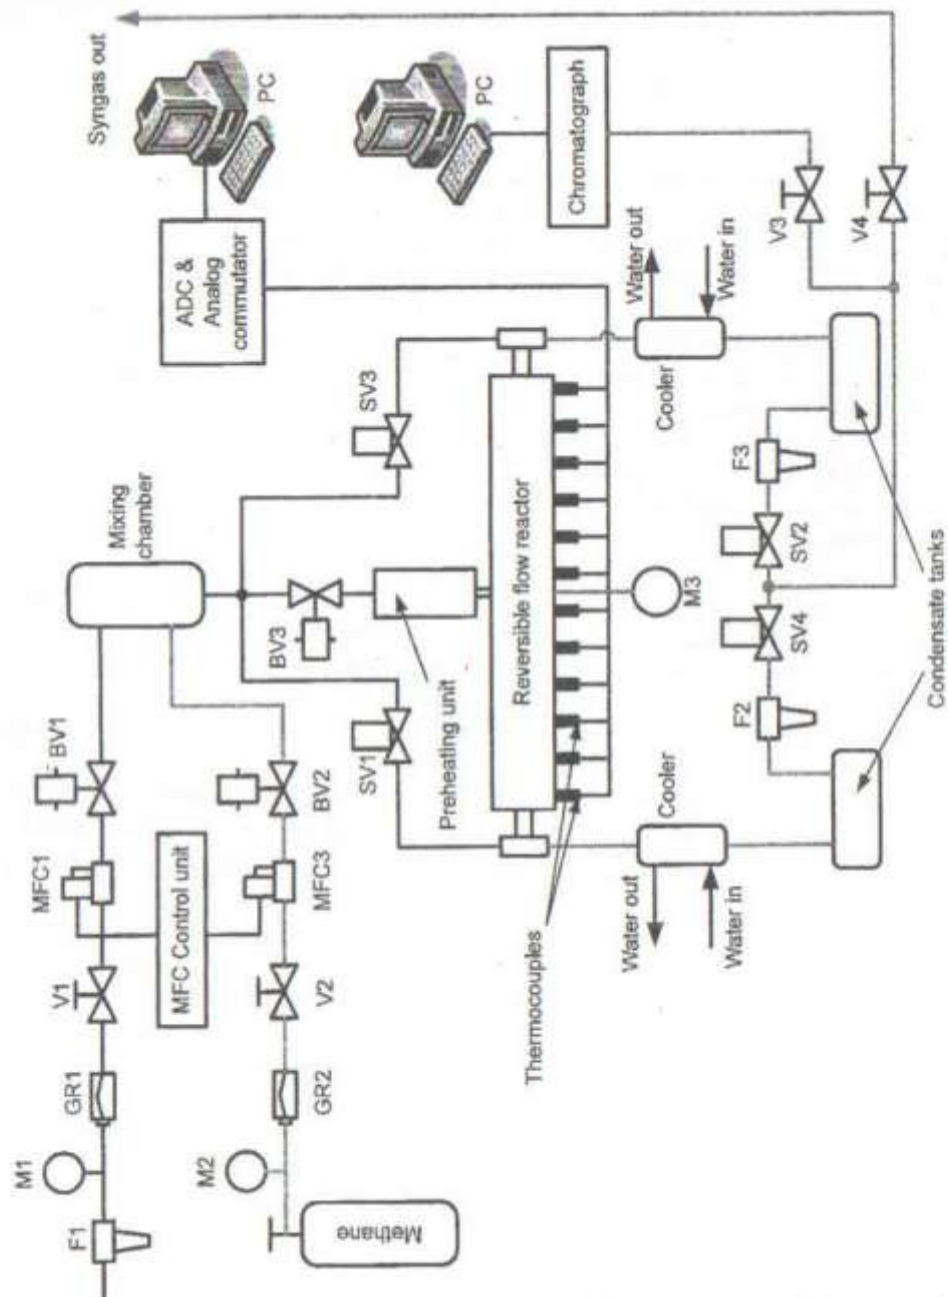 F1
M1
GR1
V1
MFC1
BV1
Mixing
chamber
Syngas out
PC
ADC &
Analog
commutator
MFC Control unit
Methane
M2
GR2
V2
MFC3
BV2
BV3
SV1
SV3
Preheating unit
PC
Chromatograph
Reversible flow reactor
Thermocouples
M3
Water out
Water in
Cooler
Cooler
Water out
Water in
V3
V4
F2
SV4
SV2
F3
Condensate tanks